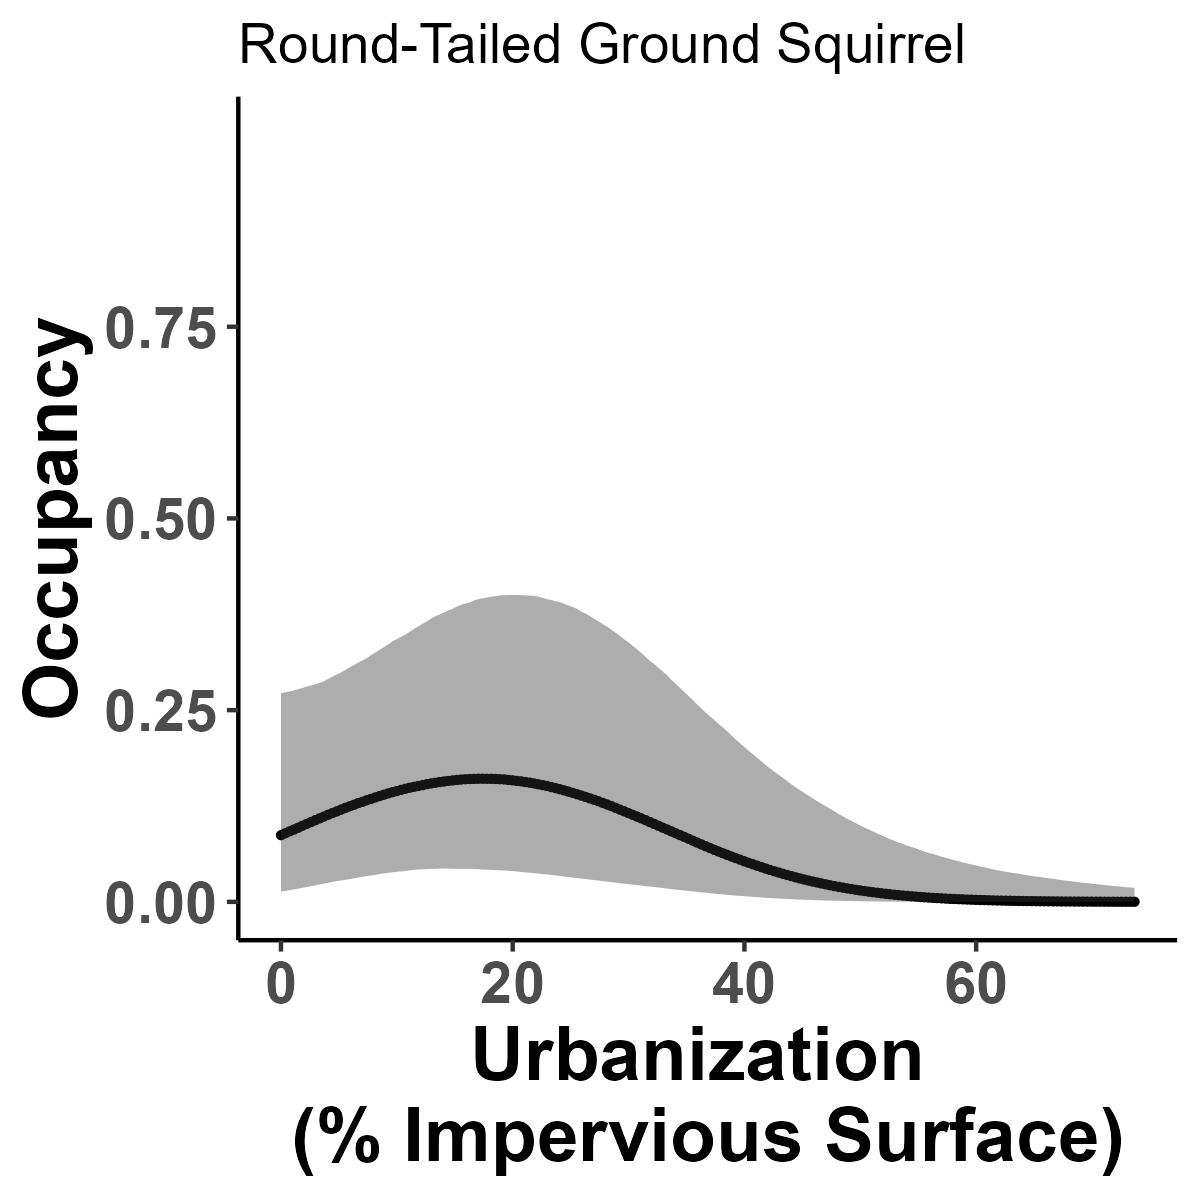 Round-Tailed Ground Squirrel
Occupancy
0.75
0.50
0.25
0.00
0 20 40 60
Urbanization
(% Impervious Surface)